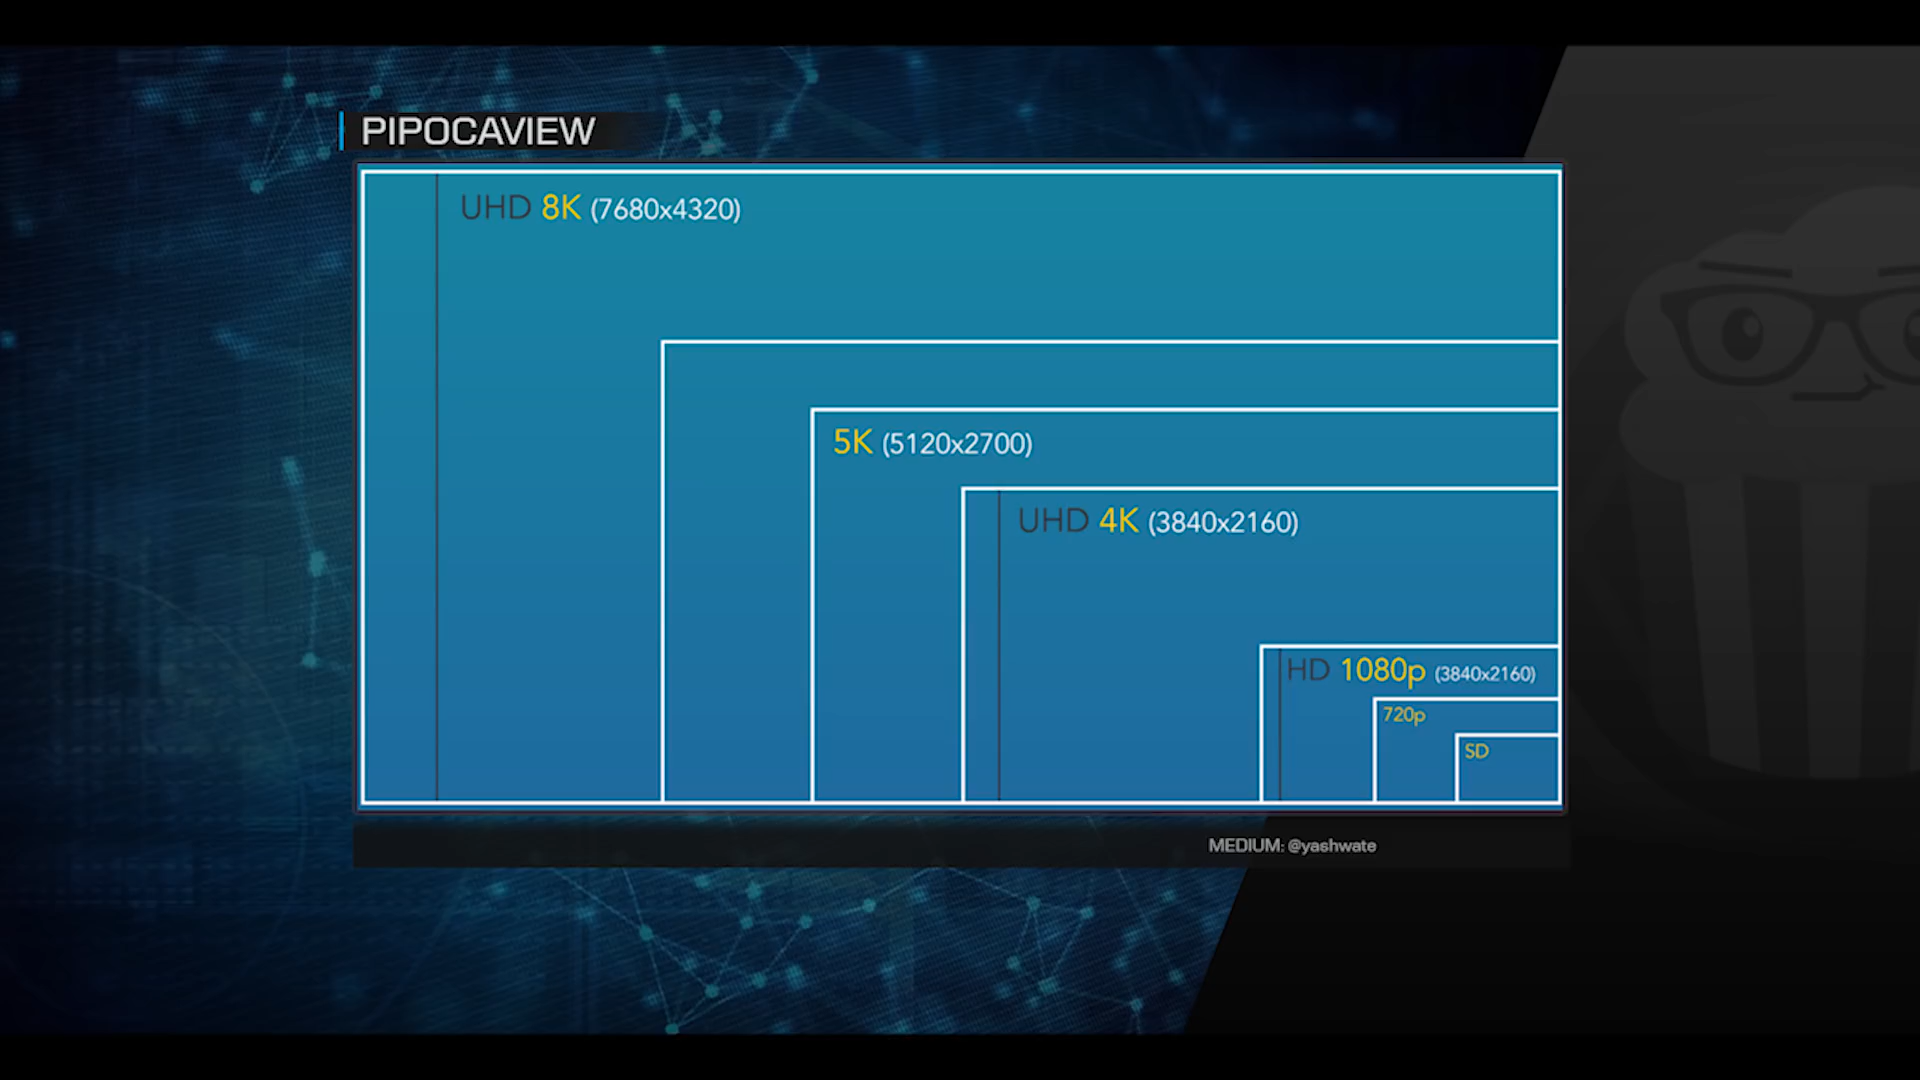 PIPOCAVIEW
UHD 8K (7680x4320)
5K (5120x2700)
UHD 4K (3840x2160)
HD 1080p (3840x2160)
720p
SD
MEDIUM: @yashwate